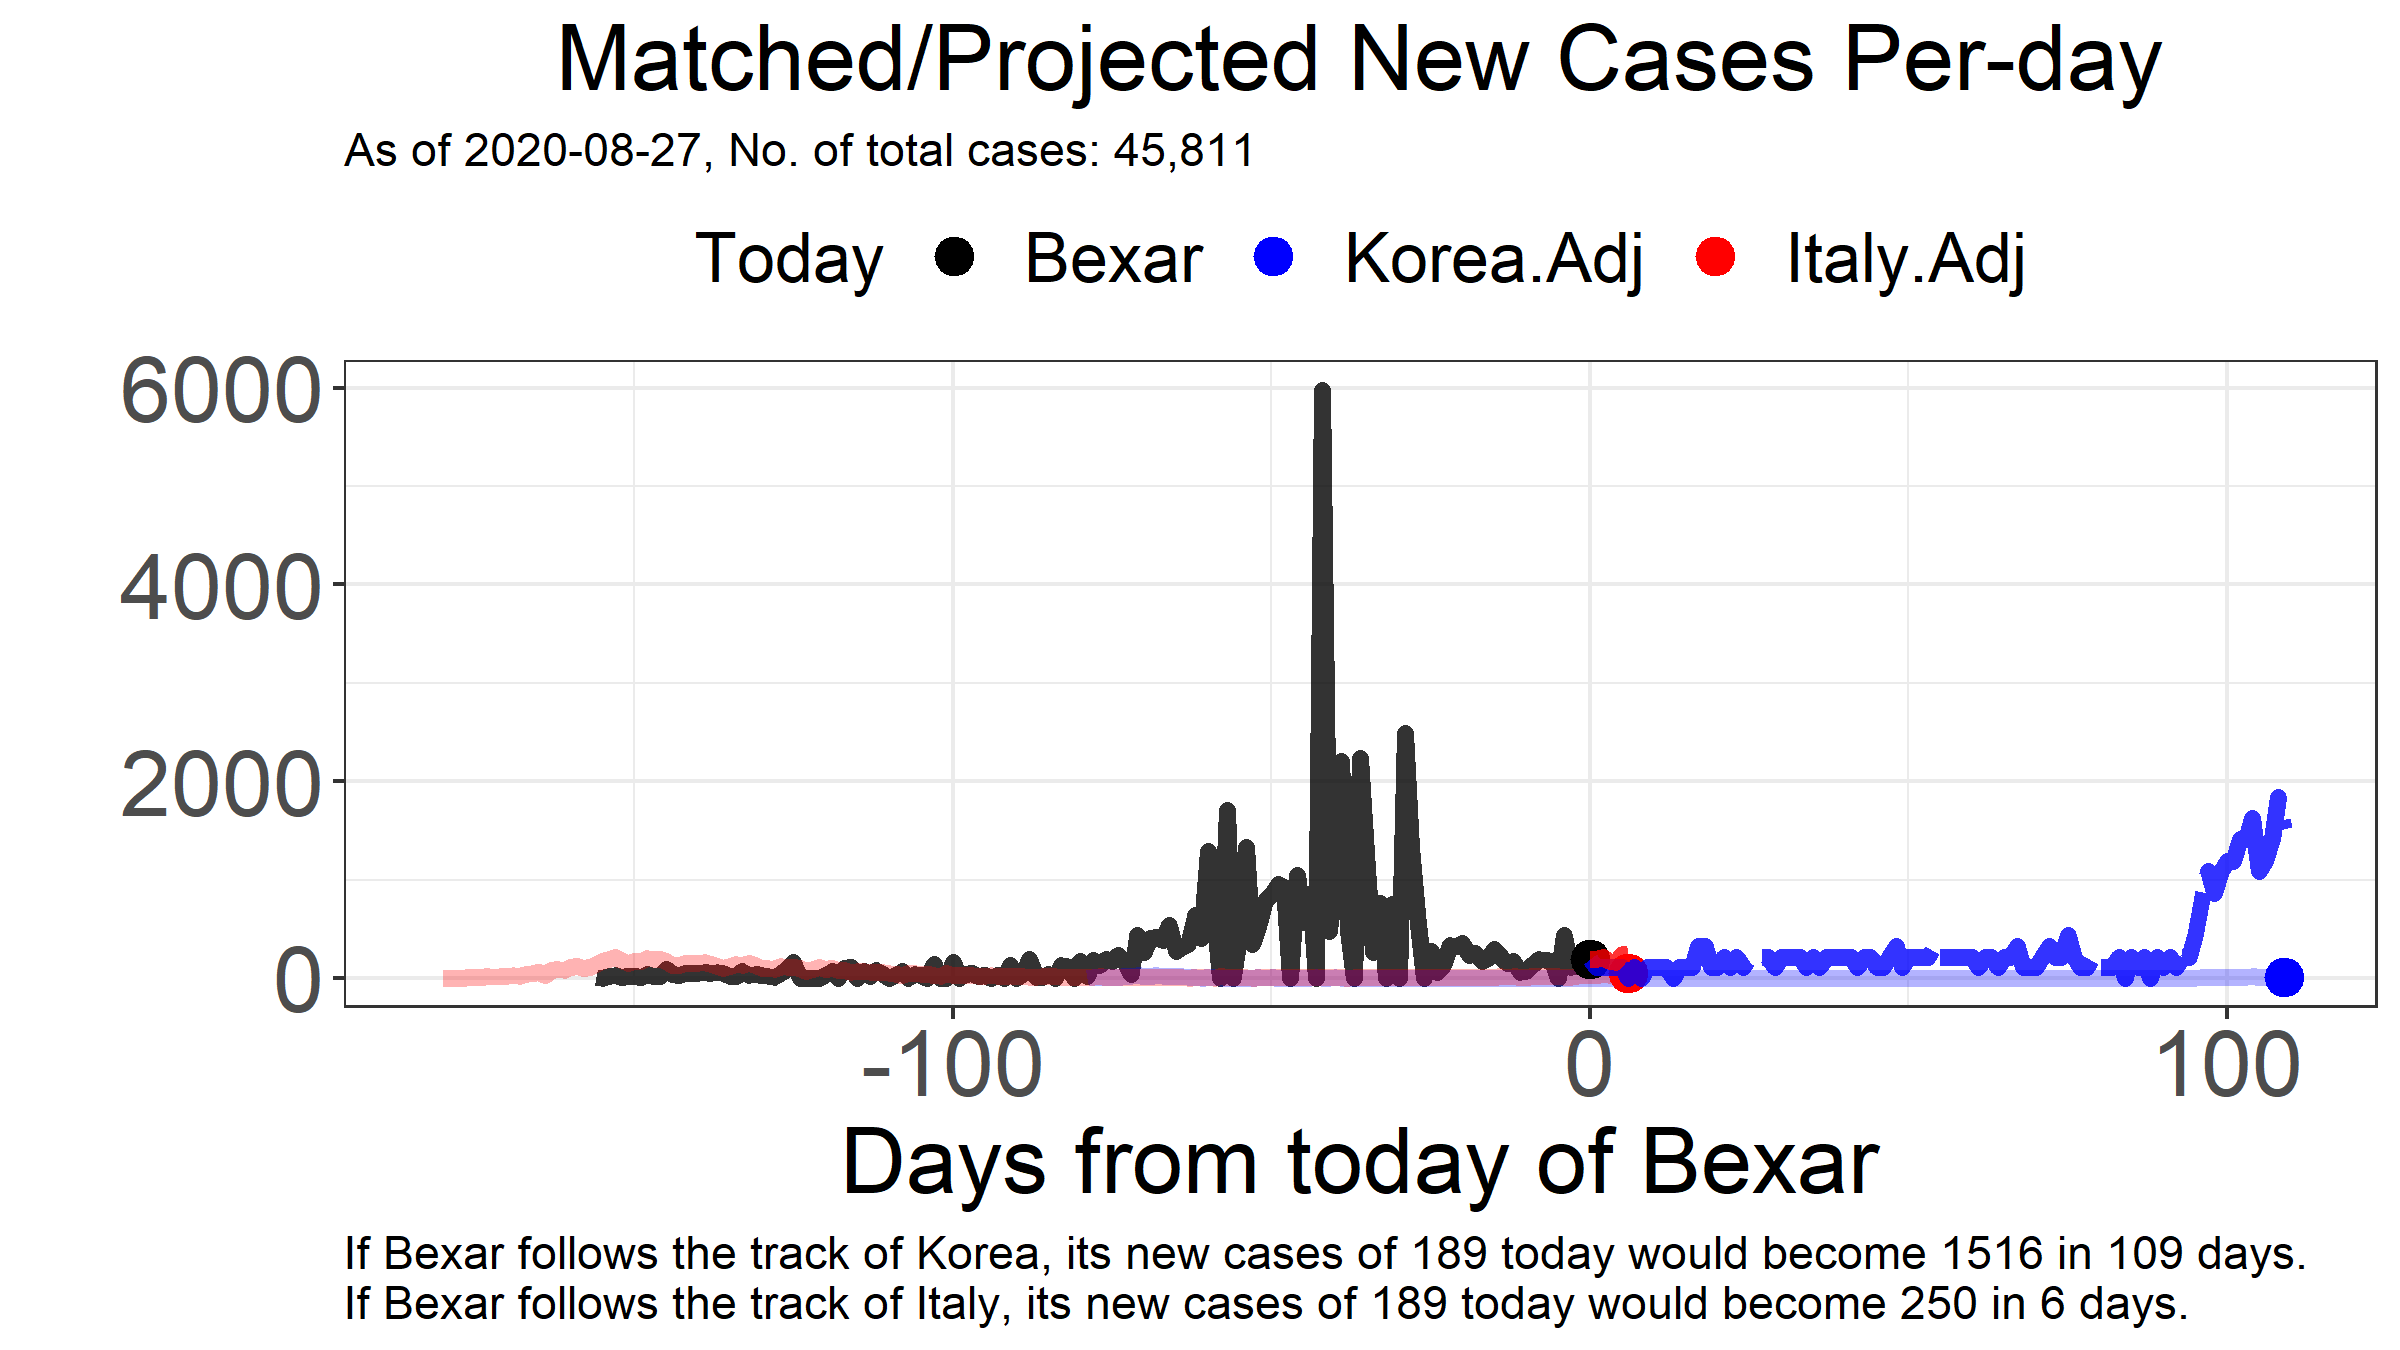 Matched/Projected New Cases Per-day
As of 2020-08-27, No. of total cases: 45,811
Today Bexar Korea.Adj Italy.Adj
6000
4000
2000
0
-100 0 100
Days from today of Bexar
If Bexar follows the track of Korea, its new cases of 189 today would become 1516 in 109 days.
If Bexar follows the track of Italy, its new cases of 189 today would become 250 in 6 days.